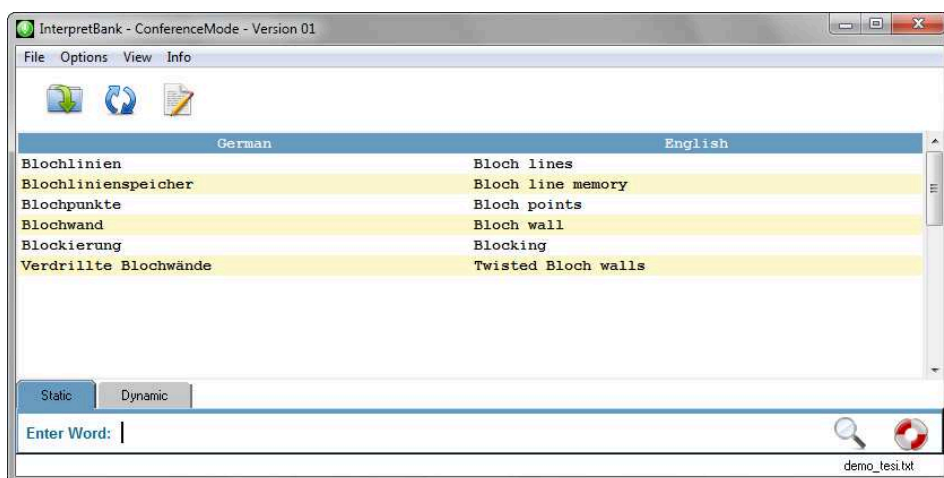 InterpretBank - ConferenceMode - Version 01
File Options View Info
German English
Blochlinien Bloch lines
Blochlinienspeicher Bloch line memory
Blochpunkte Bloch points
Blochwand Bloch wall
Blockierung Blocking
Verdrillte Blochwände Twisted Bloch walls
Static Dynamic
Enter Word:
demo_tesi.txt